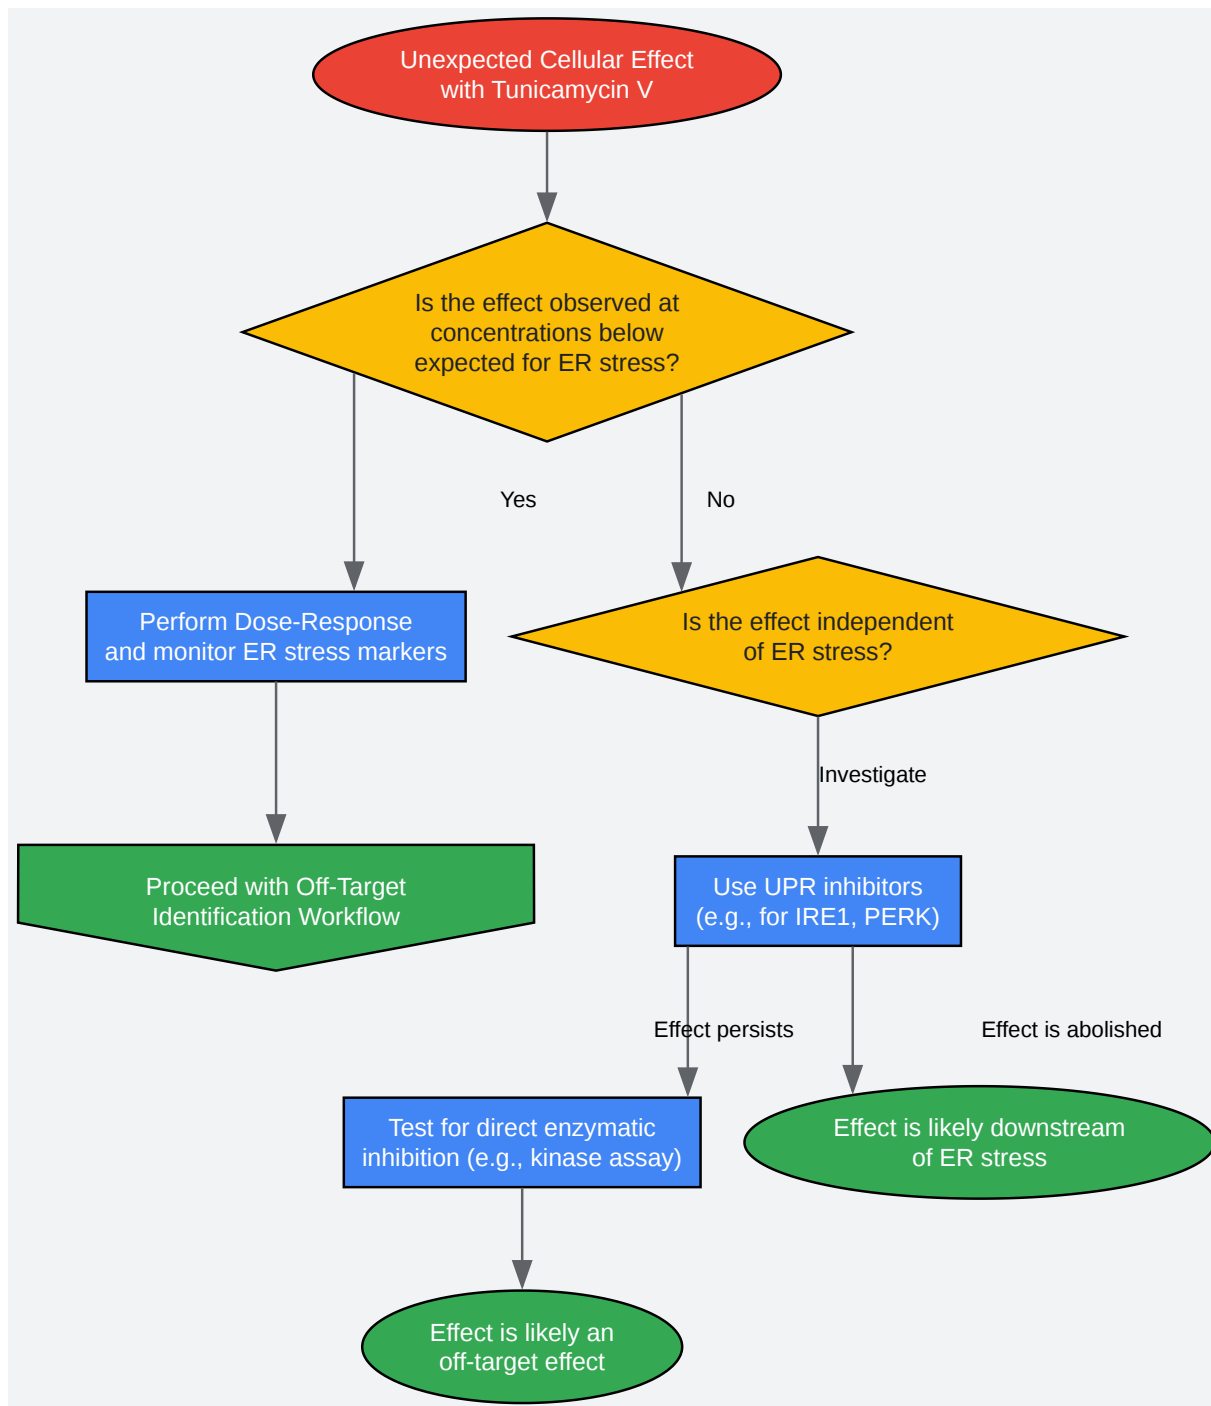 Unexpected Cellular Effect
with Tunicamycin V
Is the effect observed at
concentrations below
expected for ER stress?
Yes
No
Perform Dose-Response
and monitor ER stress markers
Is the effect independent
of ER stress?
Investigate
Proceed with Off-Target
Identification Workflow
Use UPR inhibitors
(e.g., for IRE1, PERK)
Effect persists
Effect is abolished
Test for direct enzymatic
inhibition (e.g., kinase assay)
Effect is likely downstream
of ER stress
Effect is likely an
off-target effect